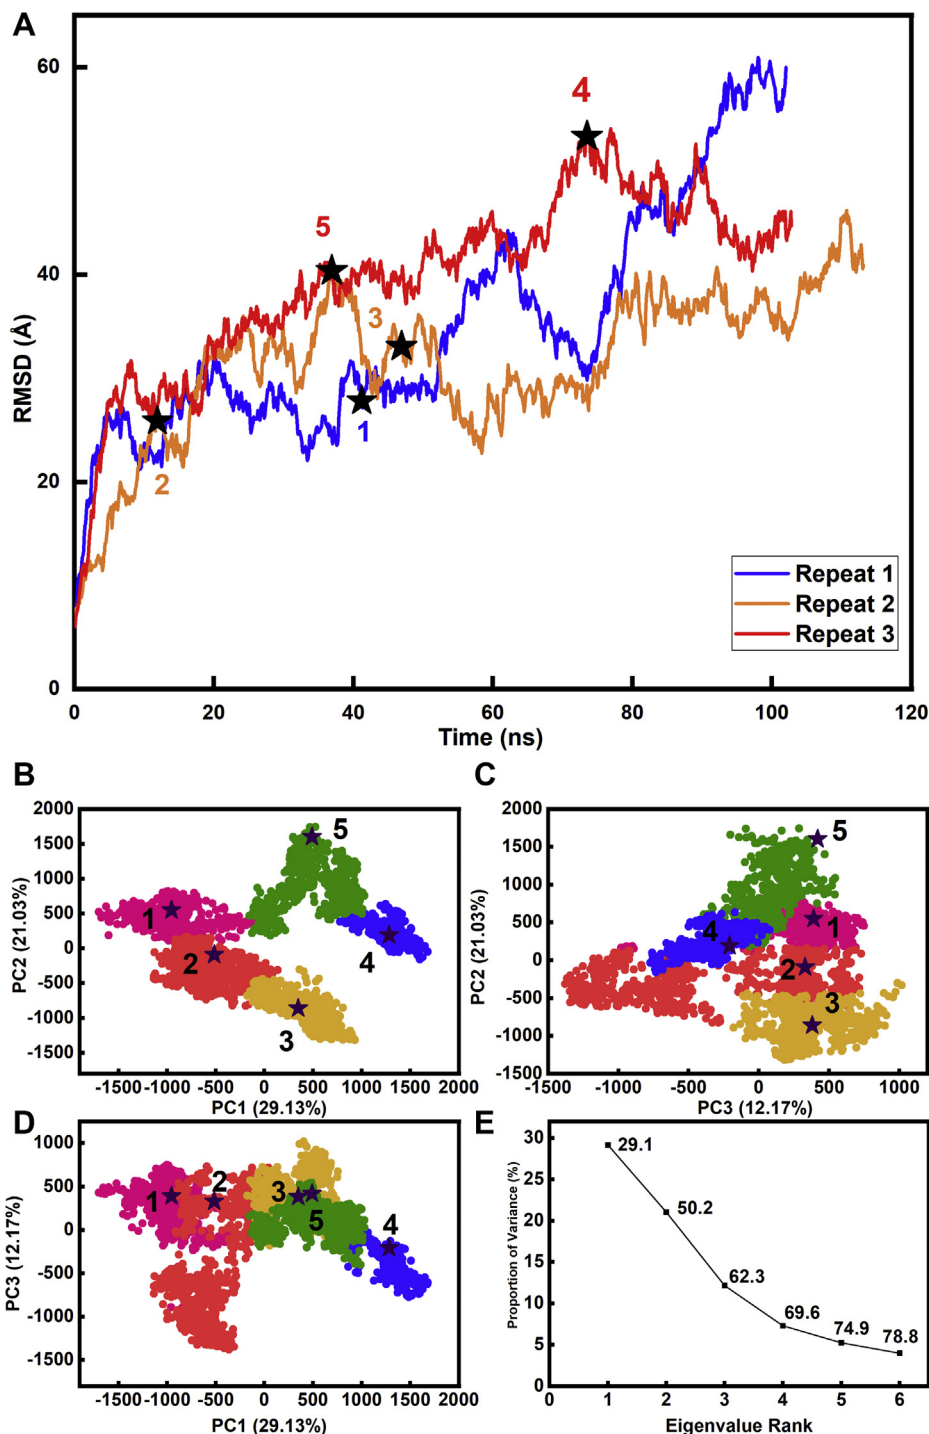 A
60
40
20
0
RMSD (Å)
4
5
3
1
2
Repeat 1
Repeat 2
Repeat 3
0 20 40 60 80 100 120
Time (ns)
B
2000
1500
1000
500
0
-500
-1000
-1500
PC2 (21.03%)
5
1
4
2
3
-1500 -1000 -500 0 500 1000 1500 2000
PC1 (29.13%)
C
2000
1500
1000
500
0
-500
-1000
-1500
PC2 (21.03%)
5
1
4
2
3
-1500 -1000 -500 0 500 1000
PC3 (12.17%)
D
1000
500
0
-500
-1000
-1500
PC3 (12.17%)
1
2
3
5
4
-1500 -1000 -500 0 500 1000 1500 2000
PC1 (29.13%)
E
30
25
20
15
10
5
0
Proportion of Variance (%)
29.1
50.2
62.3
69.6
74.9
78.8
1 2 3 4 5 6
Eigenvalue Rank